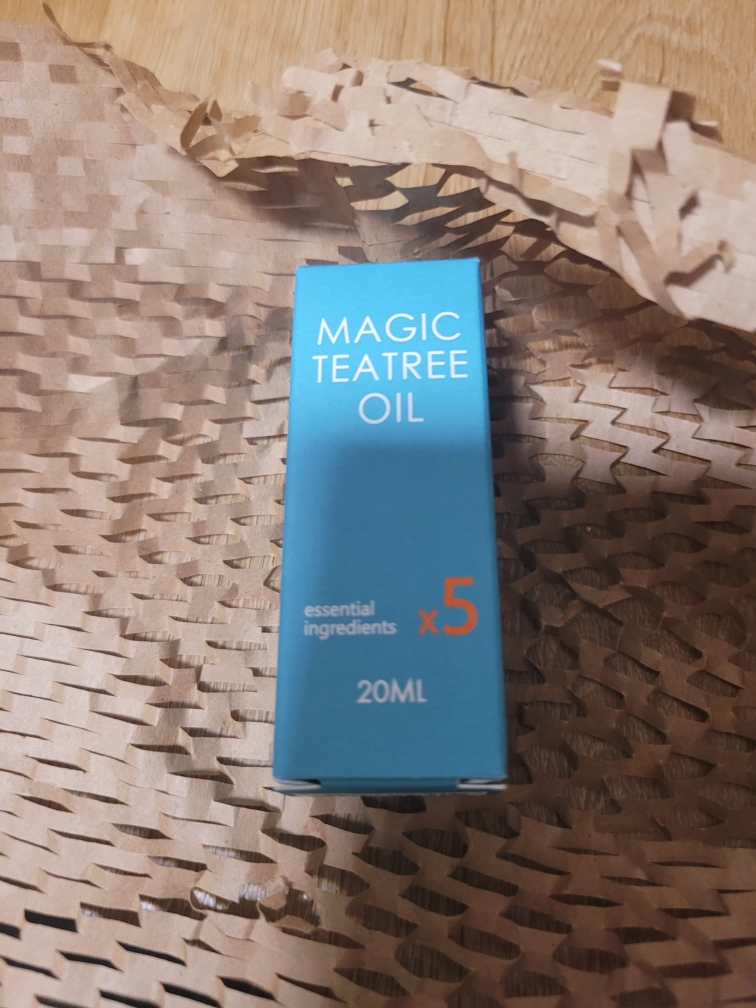 MAGIC
TEATREE
OIL
essential
ingredients x5
20ML